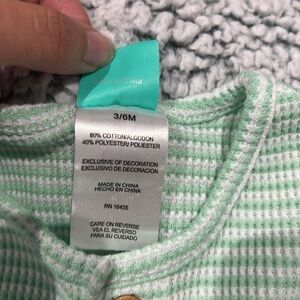 3/6M
60% COTTON/ALGODON
40% POLYESTER/POLIESTER
EXCLUSIVE OF DECORATION
EXCLUSIVO DE DECORACION
MADE IN CHINA
HECHO EN CHINA
RN 16435
CARE ON REVERSE
VEA EL REVERSO
PARA SU CUIDADO